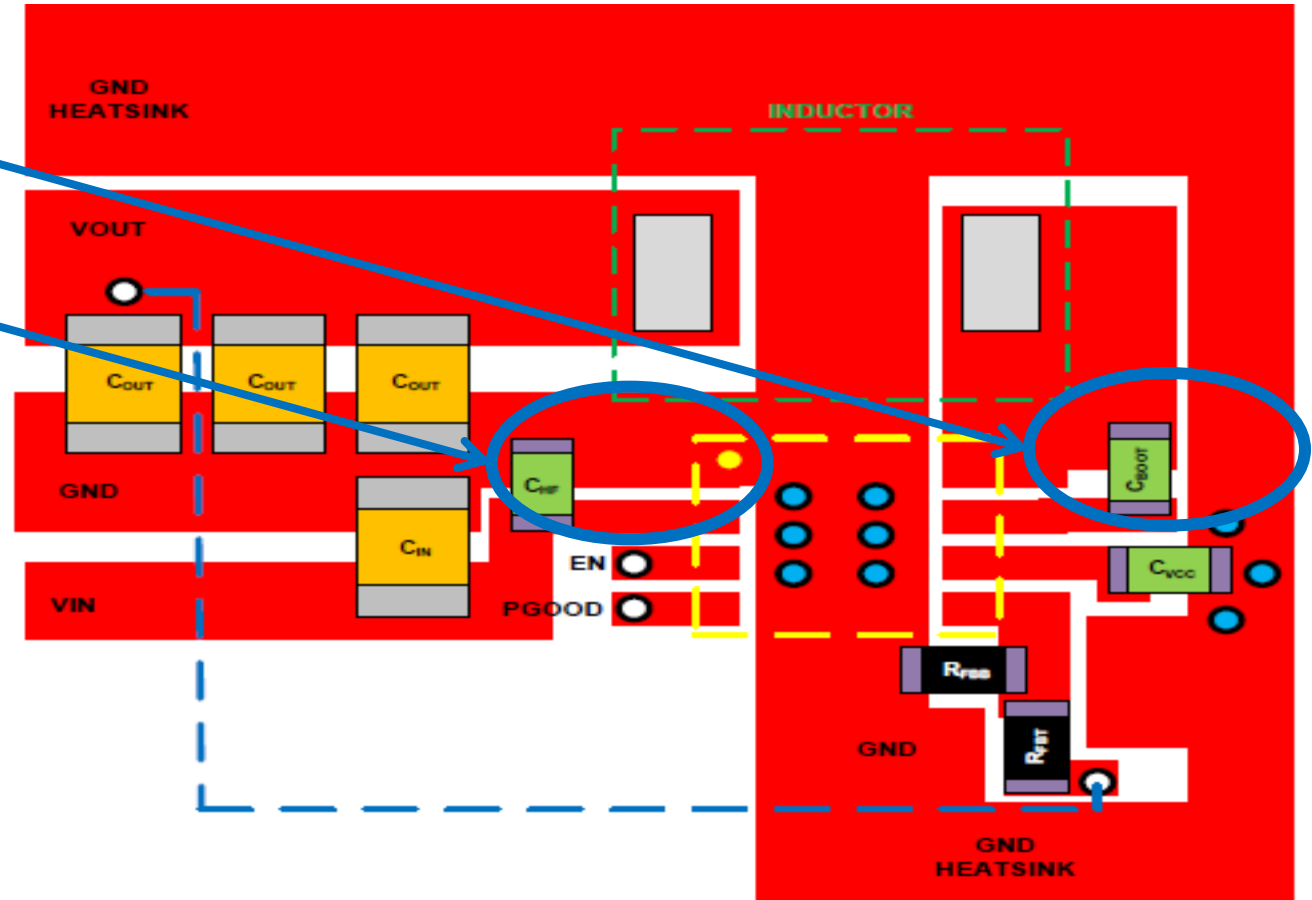 GND
HEATSINK
INDUCTOR
VOUT
COUT
COUT
COUT
CHF
CBOOT
GND
CIN
EN
CVCC
VIN
PGOOD
RFBB
RFBT
GND
GND
HEATSINK